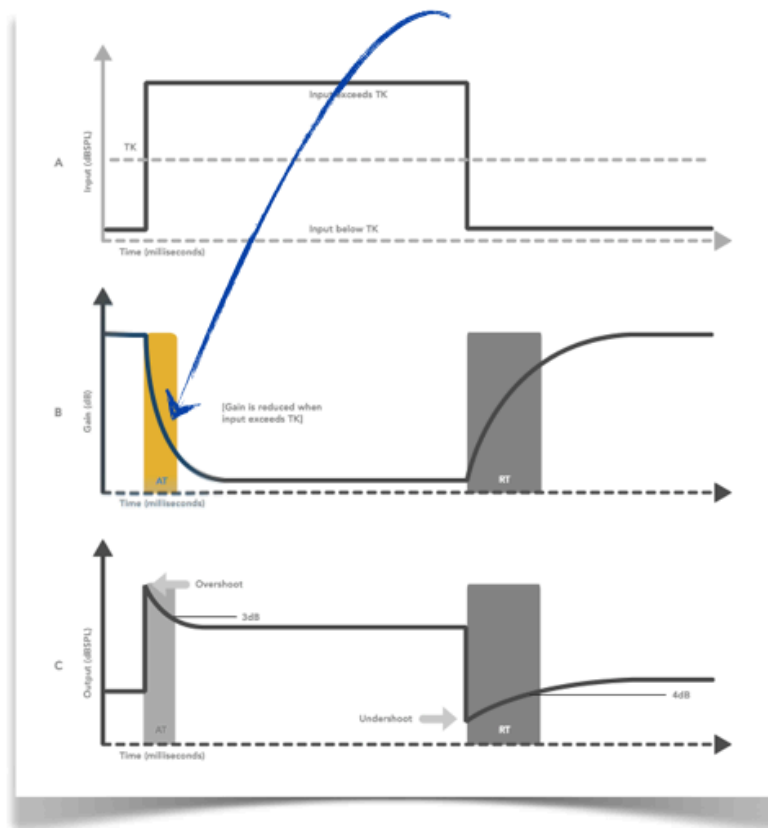 Input exceeds TK
TK
A
Input (dBSPL)
Input below TK
Time (milliseconds)
B
Gain (dB)
[Gain is reduced when
input exceeds TK]
AT
RT
Time (milliseconds)
Overshoot
3dB
C
Output (dBSPL)
4dB
Undershoot
AT
RT
Time (milliseconds)